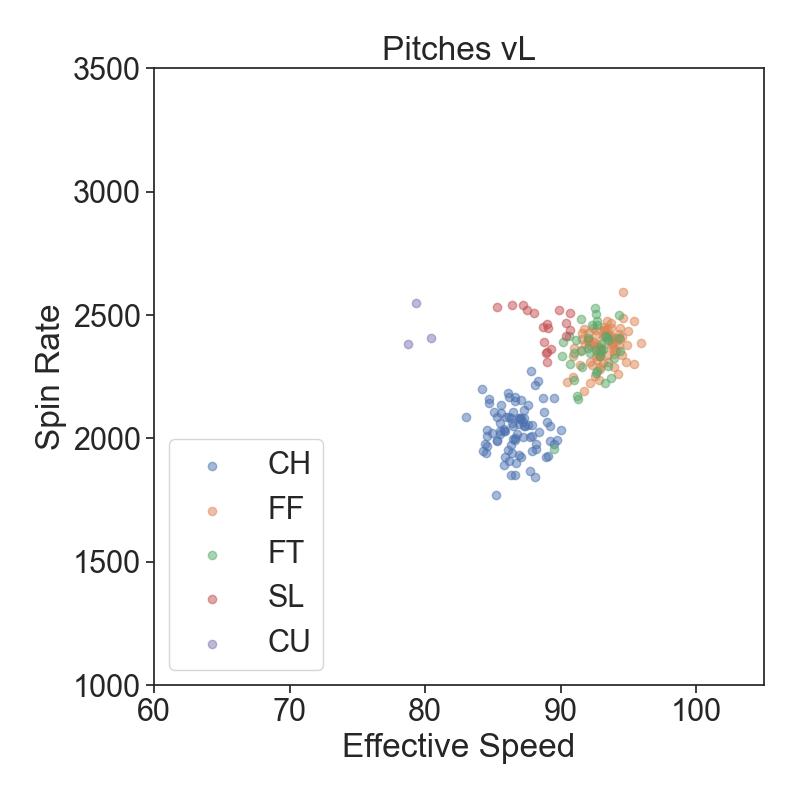 Pitches vL
3500
3000
2500
2000
1500
1000
Spin Rate
CH
FF
FT
SL
CU
60 70 80 90 100
Effective Speed